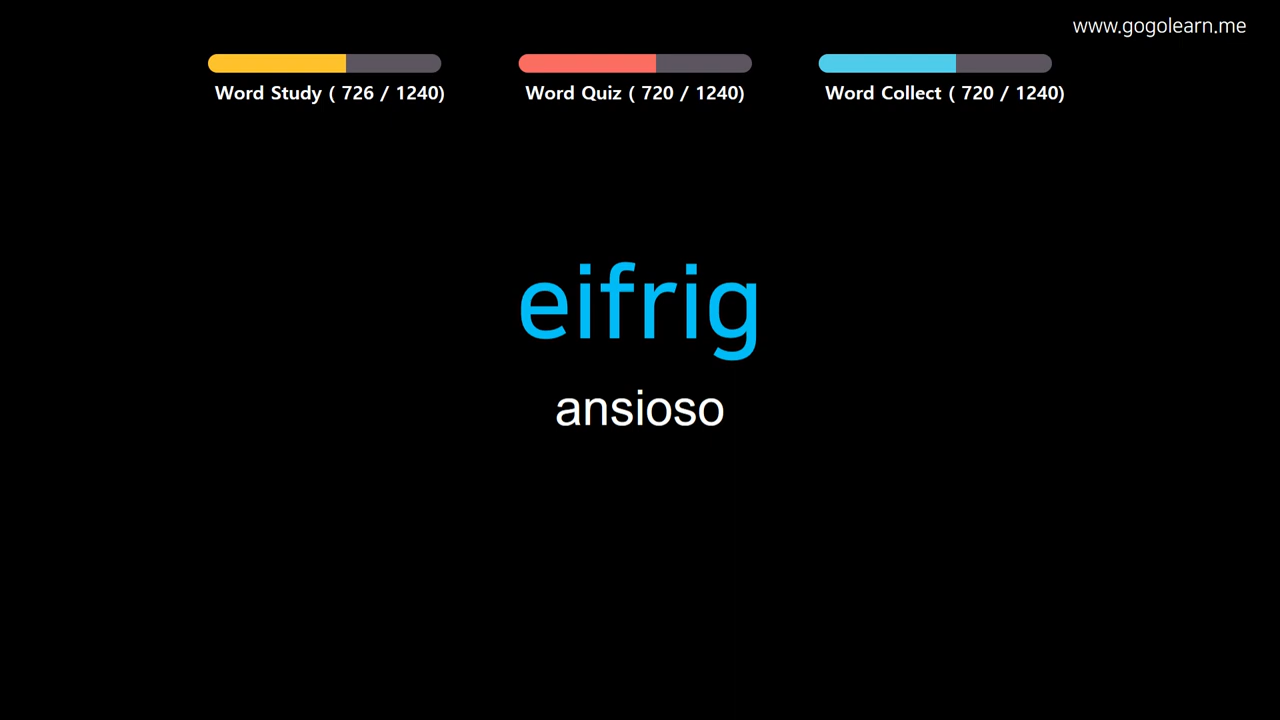 www.gogolearn.me
Word Study ( 726 / 1240)
Word Quiz ( 720 / 1240)
Word Collect ( 720 / 1240)
eifrig
ansioso